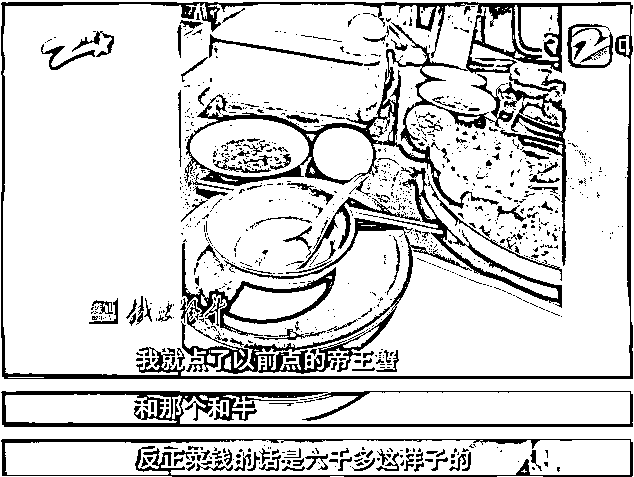 我就点了以前点的帝王蟹
和那个和牛
反正菜钱的话是六千多这样子的